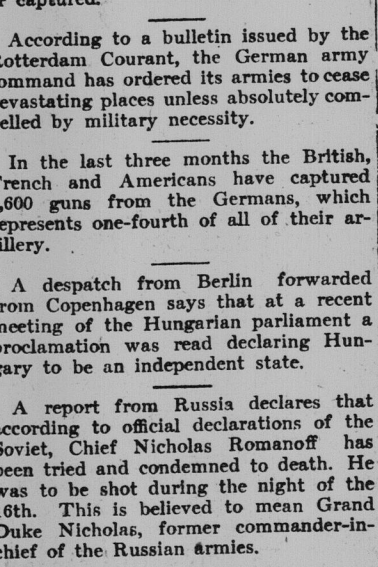 captured.
According to a bulletin issued by the
otterdam Courant, the German army
ommand has ordered its armies to cease
evastating places unless absolutely com-
elled by military necessity.
In the last three months the British,
rench and Americans have captured
,600 guns from the Germans, which
epresents one-fourth of all of their ar-
illery.
A despatch from Berlin forwarded
rom Copenhagen says that at a recent
meeting of the Hungarian parliament a
proclamation was read declaring Hun-
gary to be an independent state.
A report from Russia declares that
according to official declarations of the
Soviet, Chief Nicholas Romanoff has
been tried and condemned to death. He
was to be shot during the night of the
16th. This is believed to mean Grand
Duke Nicholas, former commander-in-
chief of the Russian armies.